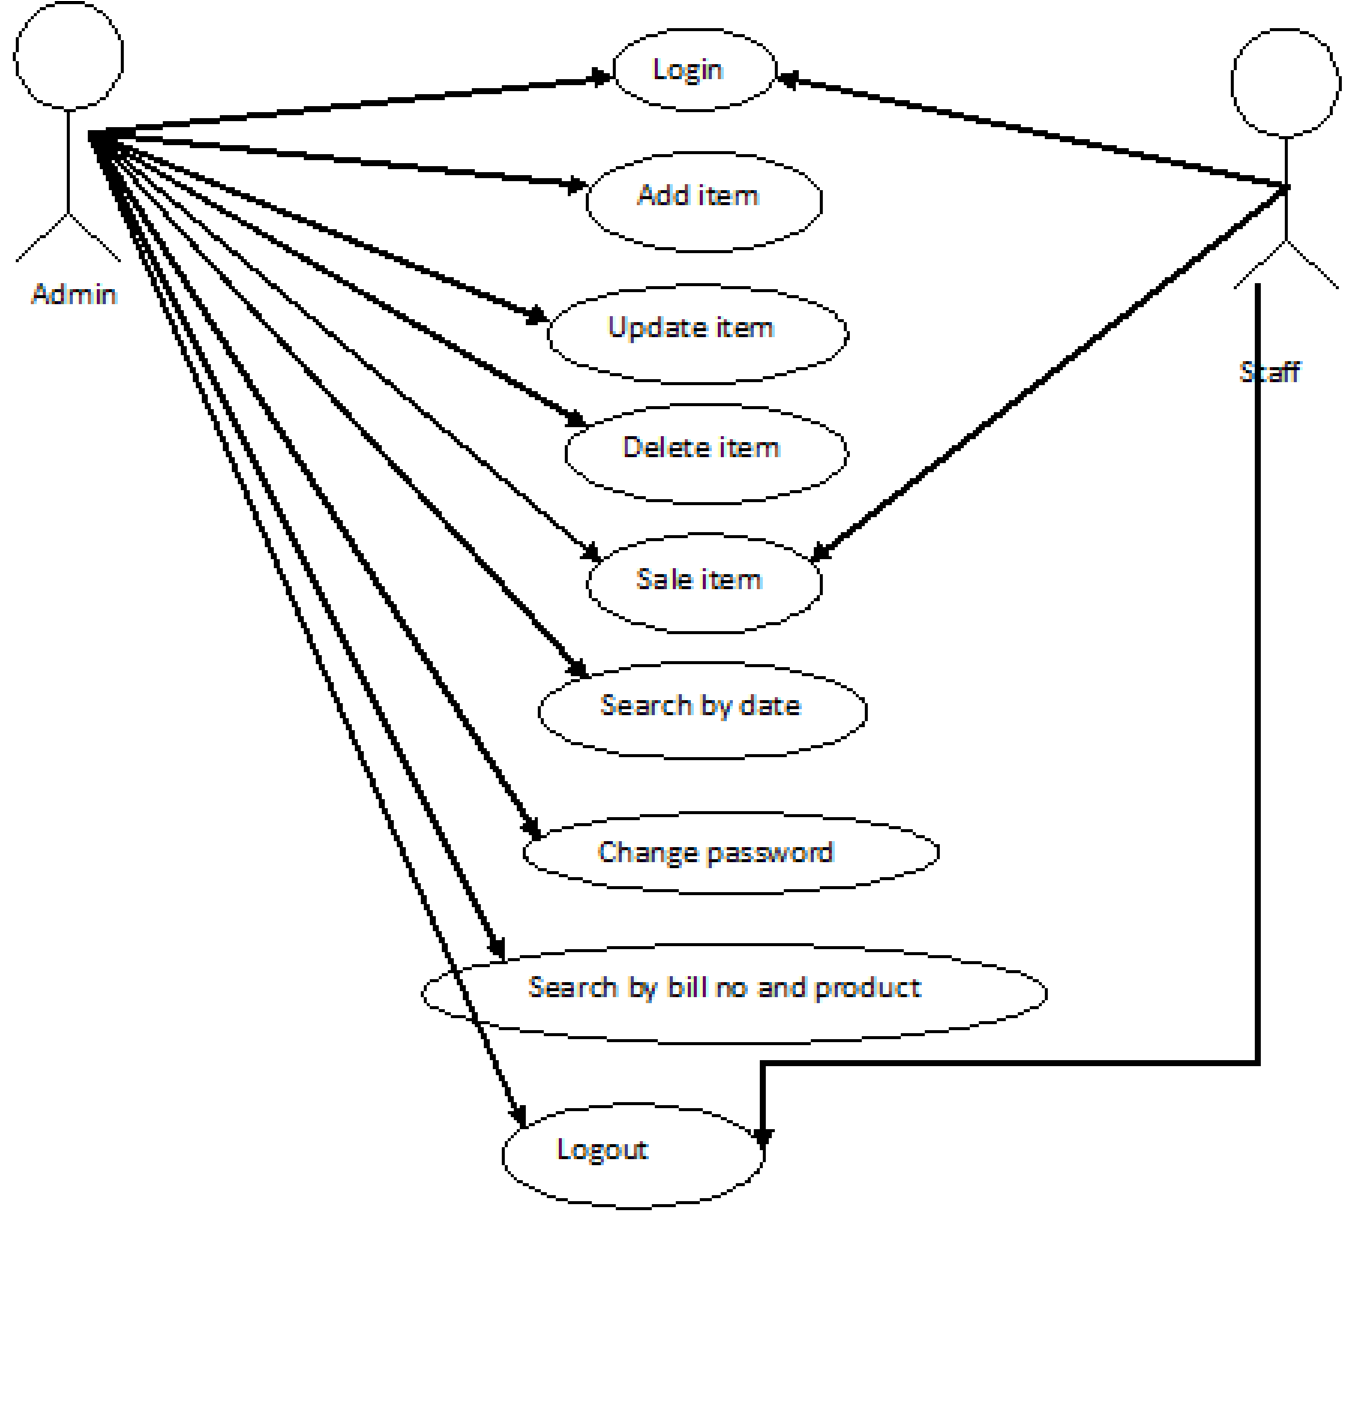 Login
Add item
Admin
Update item
Staff
Delete item
Sale item
Search by date
Change password
Search by bill no and product
Logout